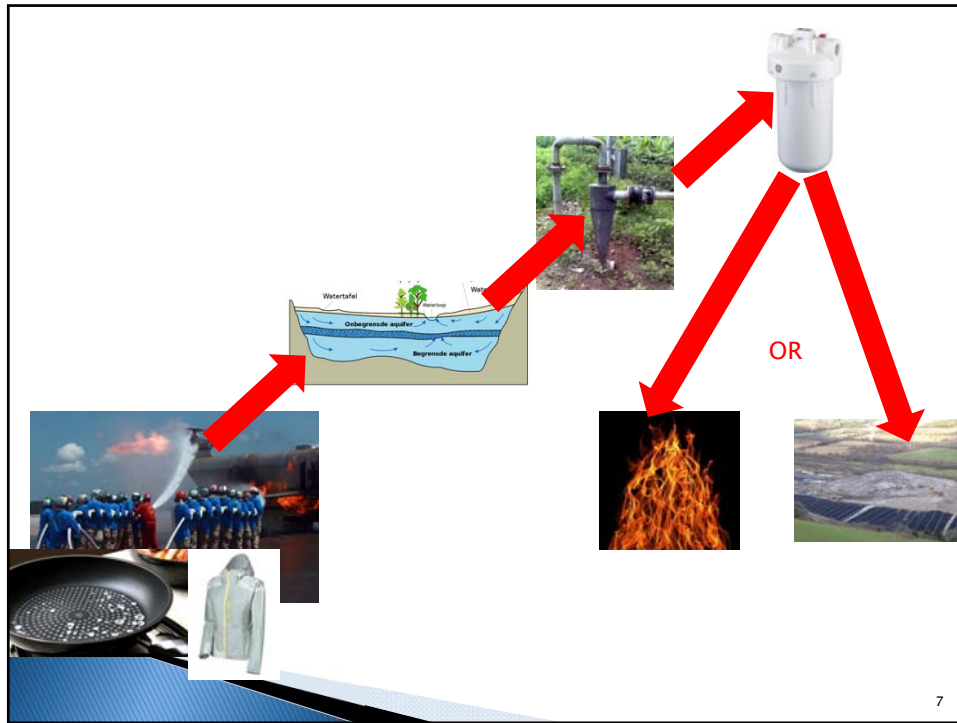 Watertafel
Waterloop
Onbegrensde aquifer
Begrensde aquifer
OR
7